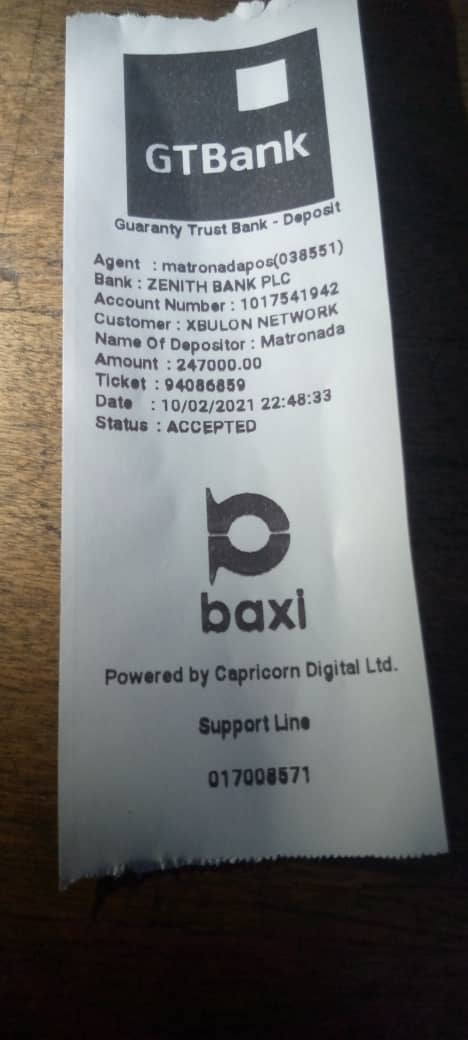 GTBank
Guaranty Trust Bank - Deposit
Agent : matronadapos(038551)
Bank : ZENITH BANK PLC
Account Number : 1017541942
Customer : XBULON NETWORK
Name Of Depositor : Matronada
Amount : 247000.00
Ticket : 94086859
Date : 10/02/2021 22:48:33
Status : ACCEPTED
baxi
Powered by Capricorn Digital Ltd.
Support Line
017008571